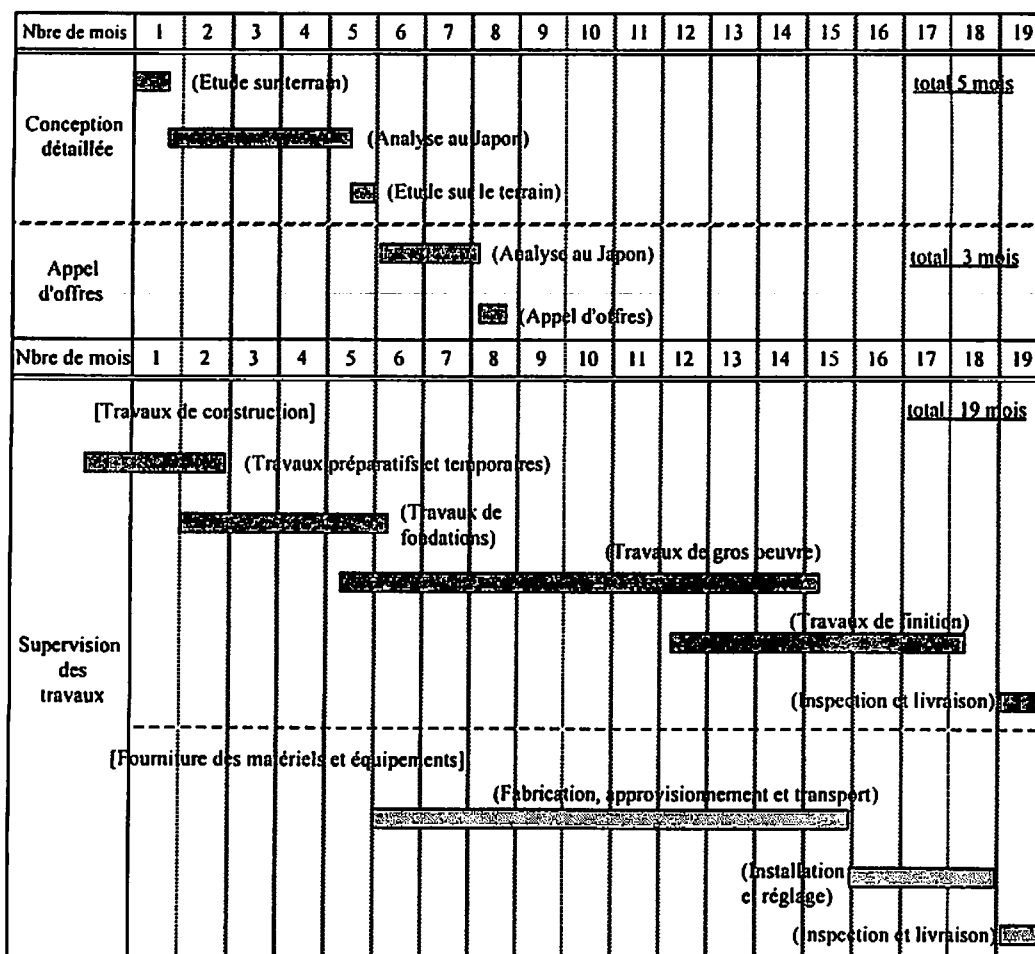 Nbre de mois 1 2 3 4 5 6 7 8 9 10 11 12 13 14 15 16 17 18 19
(Etude sur terrain) total 5 mois
Conception
détaillée
(Analyse au Japon)
(Etude sur le terrain)
(Analyse au Japon) total 3 mois
Appel
d'offres
(Appel d'offres)
Nbre de mois 1 2 3 4 5 6 7 8 9 10 11 12 13 14 15 16 17 18 19
[Travaux de construction] total 19 mois
(Travaux préparatifs et temporaires)
(Travaux de
fondations)
(Travaux de gros oeuvre)
(Travaux de finition)
Supervision
des
travaux
(Inspection et livraison)
[Fourniture des matériels et équipements]
(Fabrication, approvisionnement et transport)
(Installation
et réglage)
(Inspection et livraison)